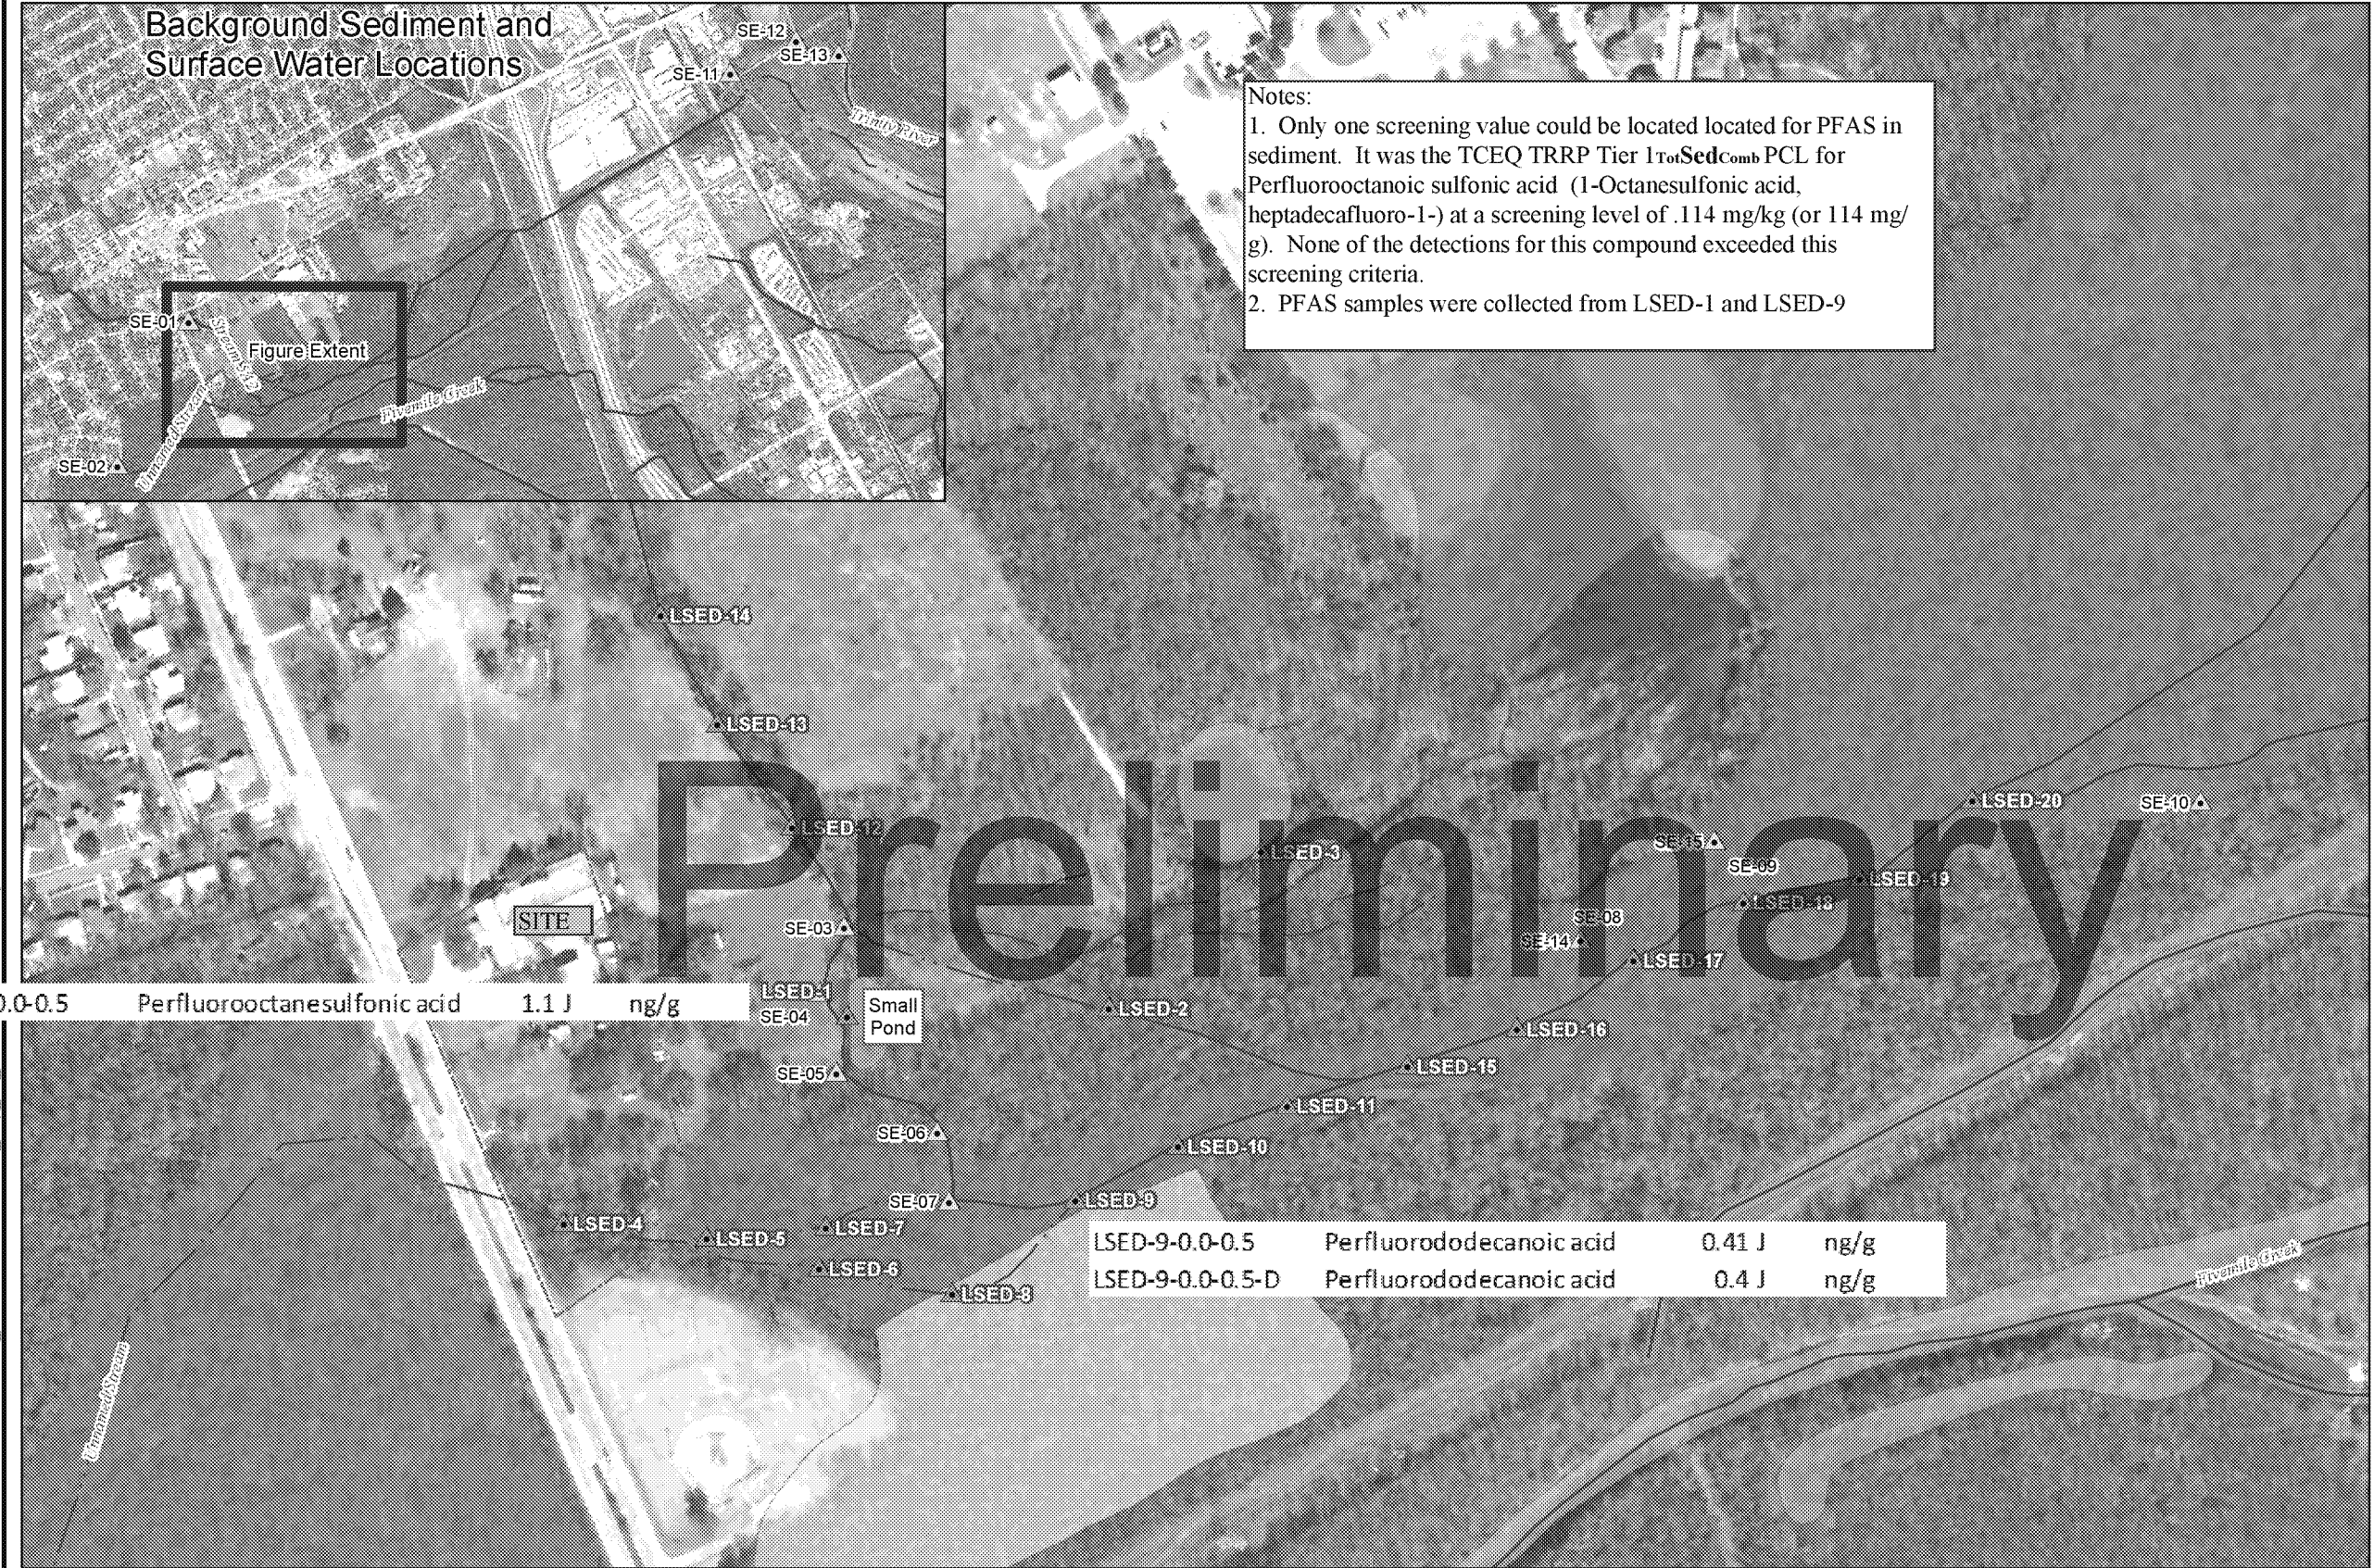 Background Sediment and
Surface Water Locations
SE-12
SE-13
SE-11
Trinity River
SE-01
Stream 5A2
Figure Extent
Fivemile Creek
Unnamed Stream
SE-02
Notes:
1. Only one screening value could be located located for PFAS in
sediment. It was the TCEQ TRRP Tier 1TotSedComb PCL for
Perfluorooctanoic sulfonic acid (1-Octanesulfonic acid,
heptadecafluoro-1-) at a screening level of .114 mg/kg (or 114 mg/
g). None of the detections for this compound exceeded this
screening criteria.
2. PFAS samples were collected from LSED-1 and LSED-9
LSED-14
LSED-13
Preliminary
LSED-12
LSED-20
SE-10
SE-15
LSED-3
SE-09
LSED-19
LSED-18
SITE
SE-08
SE-03
SE-14
LSED-17
LSED-1
0.0-0.5 Perfluorooctanesulfonic acid 1.1 J ng/g
Small
Pond
SE-04
LSED-2
LSED-16
SE-05
LSED-15
LSED-11
SE-06
LSED-10
SE-07
LSED-9
LSED-4
LSED-7
LSED-5
LSED-6
LSED-8
LSED-9-0.0-0.5 Perfluorododecanoic acid 0.41 J ng/g
LSED-9-0.0-0.5-D Perfluorododecanoic acid 0.4 J ng/g
Fivemile Creek
Unnamed Stream